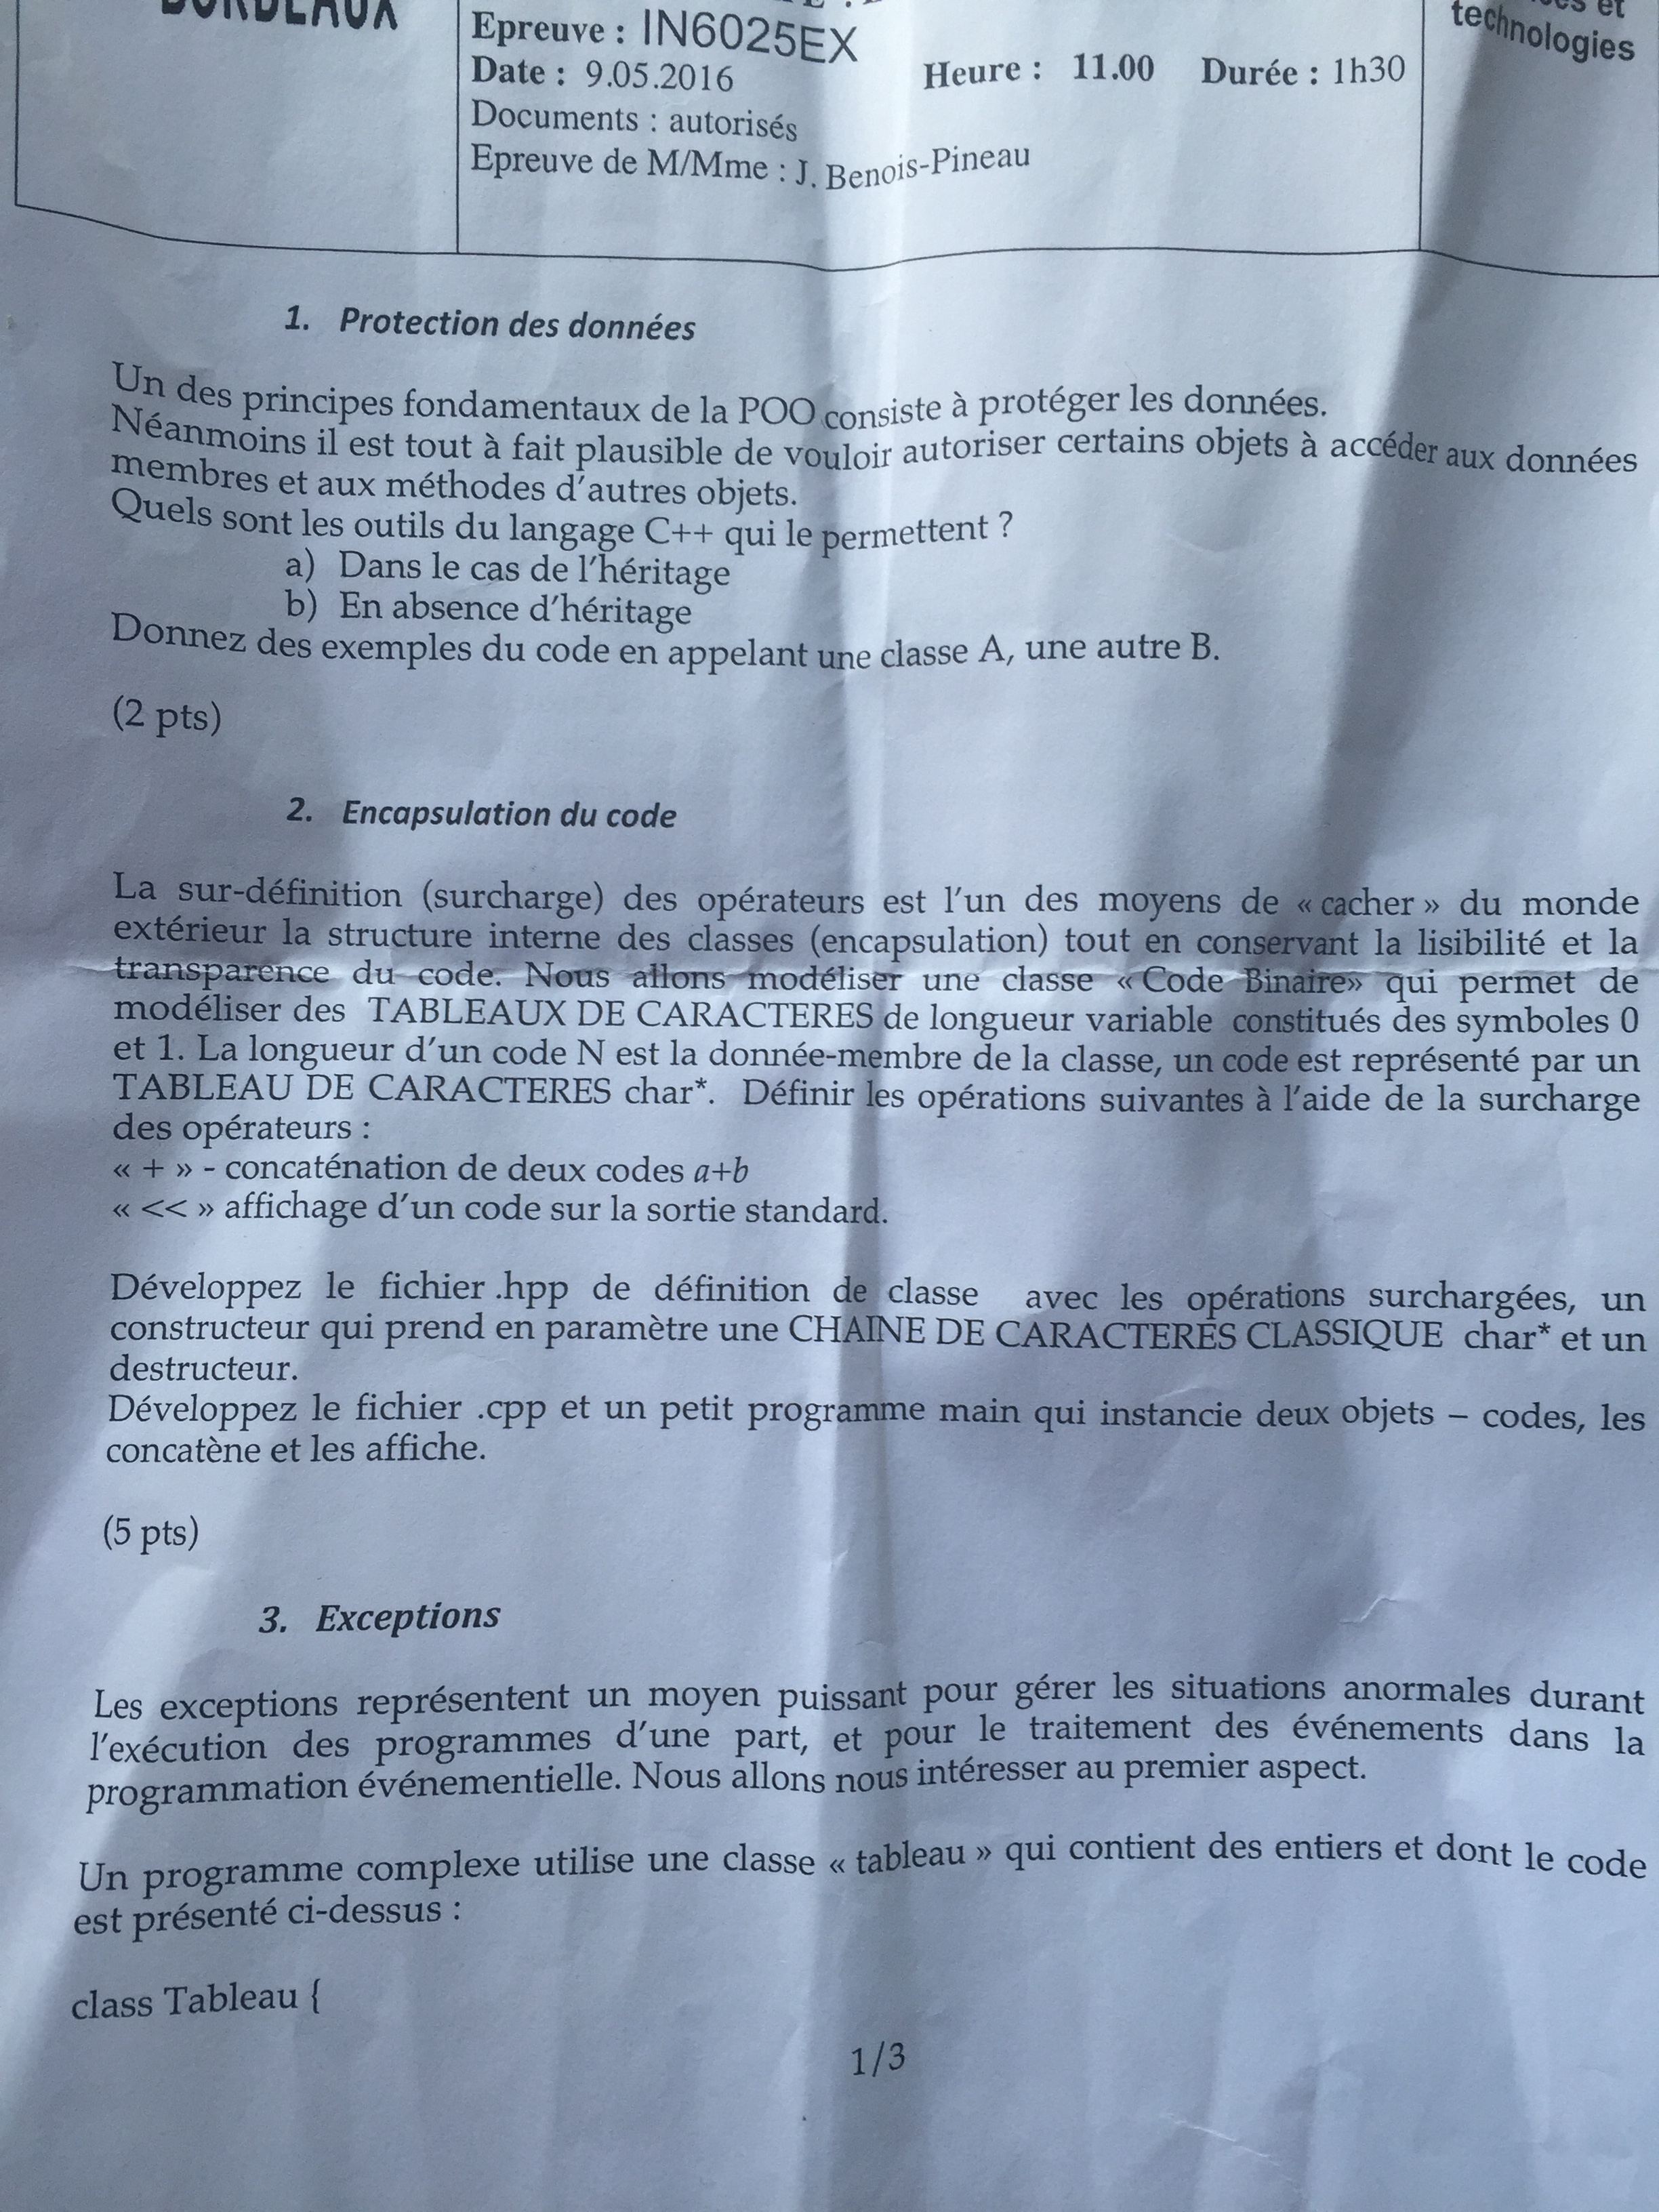 BORDEAUX
Epreuve : IN6025EX
et
technologies
Date : 9.05.2016 Heure : 11.00 Durée : 1h30
Documents : autorisés
Epreuve de M/Mme : J. Benois-Pineau
1. Protection des données
Un des principes fondamentaux de la POO consiste à protéger les données.
Néanmoins il est tout à fait plausible de vouloir autoriser certains objets à accéder aux données
membres et aux méthodes d'autres objets.
Quels sont les outils du langage C++ qui le permettent ?
a) Dans le cas de l'héritage
b) En absence d'héritage
Donnez des exemples du code en appelant une classe A, une autre B.
(2 pts)
2. Encapsulation du code
La sur-définition (surcharge) des opérateurs est l'un des moyens de « cacher » du monde
extérieur la structure interne des classes (encapsulation) tout en conservant la lisibilité et la
transparence du code. Nous allons modéliser une classe « Code Binaire» qui permet de
modéliser des TABLEAUX DE CARACTERES de longueur variable constitués des symboles 0
et 1. La longueur d'un code N est la donnée-membre de la classe, un code est représenté par un
TABLEAU DE CARACTERES char*. Définir les opérations suivantes à l'aide de la surcharge
des opérateurs :
« + » - concaténation de deux codes a+b
« << » affichage d'un code sur la sortie standard.
Développez le fichier .hpp de définition de classe avec les opérations surchargées, un
constructeur qui prend en paramètre une CHAINE DE CARACTERES CLASSIQUE char* et un
destructeur.
Développez le fichier .cpp et un petit programme main qui instancie deux objets – codes, les
concatène et les affiche.
(5 pts)
3. Exceptions
Les exceptions représentent un moyen puissant pour gérer les situations anormales durant
l'exécution des programmes d'une part, et pour le traitement des événements dans la
programmation événementielle. Nous allons nous intéresser au premier aspect.
Un programme complexe utilise une classe « tableau » qui contient des entiers et dont le code
est présenté ci-dessus :
class Tableau {
1/3